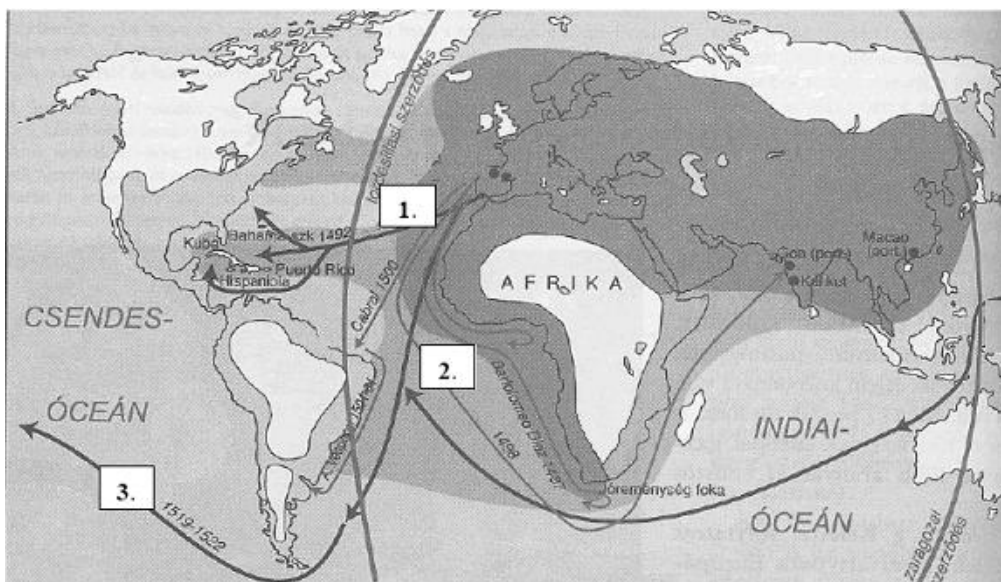 tordesillasi szerződés
1.
Bahama-szk 1492
Kuba
Puerto Rico
Hispaniola
Cabral 1500
CSENDES-
ÓCEÁN
AFRIKA
Goa (port.)
Kalikut
Macao
(port.)
2.
Bartolomeo Diaz 1487
1498
Jóreménység foka
INDIAI-
ÓCEÁN
3.
1519-1522
zaragozai
szerződés